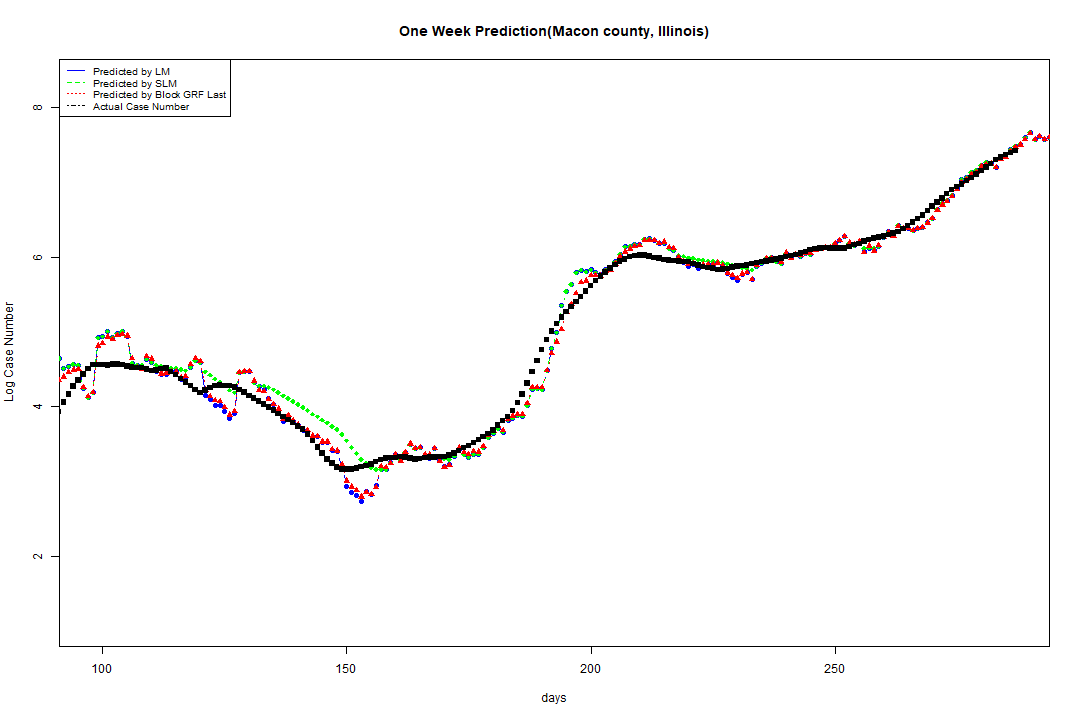 One Week Prediction(Macon county, Illinois)
Predicted by LM
Predicted by SLM
Predicted by Block GRF Last
Actual Case Number
8
6
4
2
Log Case Number
100 150 200 250
days